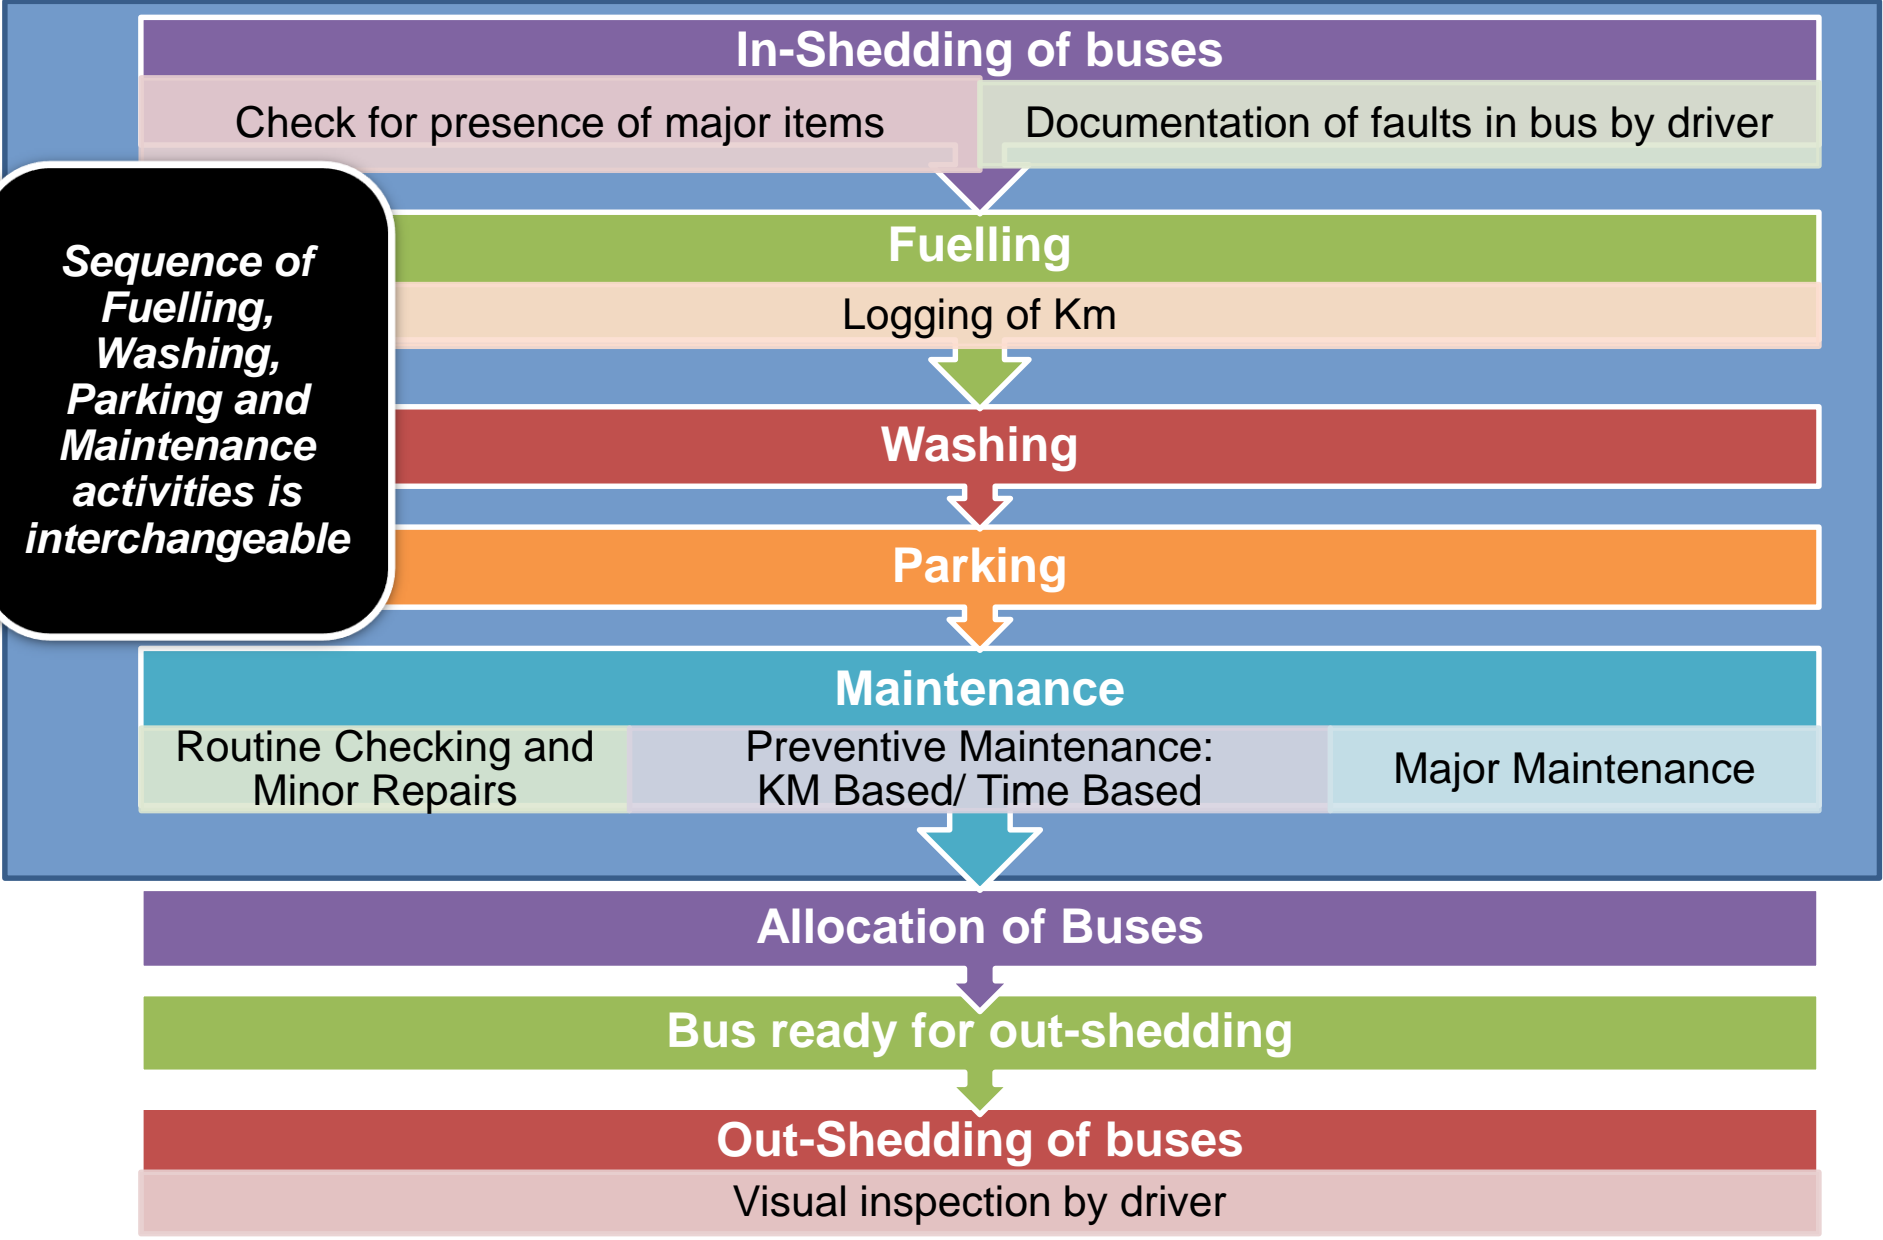 In-Shedding of buses
Check for presence of major items
Documentation of faults in bus by driver
Sequence of
Fuelling,
Washing,
Parking and
Maintenance
activities is
interchangeable
Fuelling
Logging of Km
Washing
Parking
Maintenance
Routine Checking and
Minor Repairs
Preventive Maintenance:
KM Based/ Time Based
Major Maintenance
Allocation of Buses
Bus ready for out-shedding
Out-Shedding of buses
Visual inspection by driver